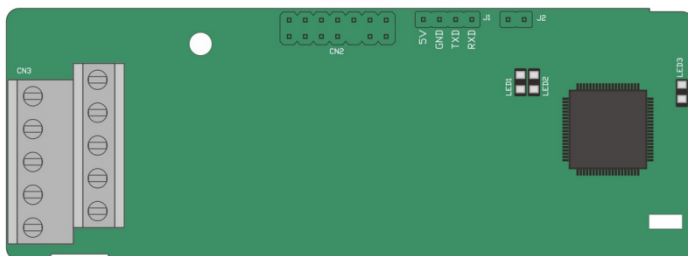 J1
J2
5V
GND
TXD
RXD
CN2
CN3
LED1
LED2
LED3